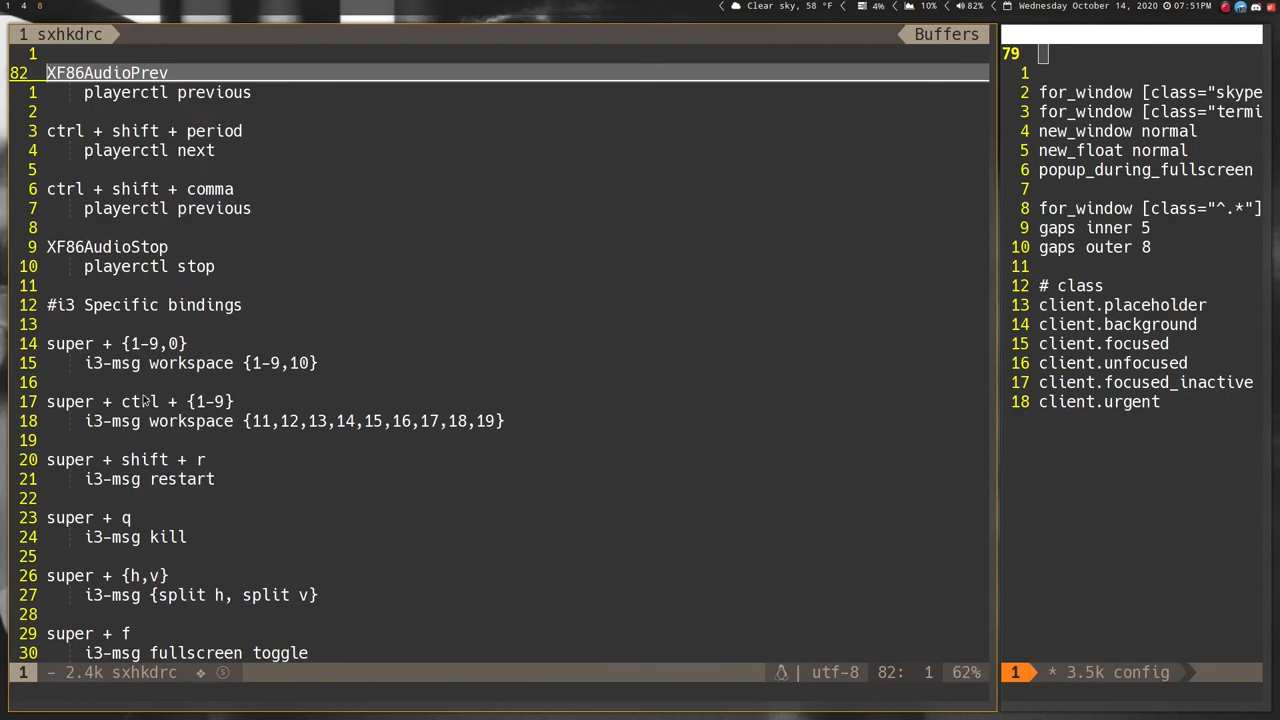 1 4 8
Clear sky, 58 °F 4% 10% 82% Wednesday October 14, 2020 07:51PM
1 sxhkdrc Buffers
1
82 XF86AudioPrev
1 playerctl previous
2
3 ctrl + shift + period
4 playerctl next
5
6 ctrl + shift + comma
7 playerctl previous
8
9 XF86AudioStop
10 playerctl stop
11
12 #i3 Specific bindings
13
14 super + {1-9,0}
15 i3-msg workspace {1-9,10}
16
17 super + ctrl + {1-9}
18 i3-msg workspace {11,12,13,14,15,16,17,18,19}
19
20 super + shift + r
21 i3-msg restart
22
23 super + q
24 i3-msg kill
25
26 super + {h,v}
27 i3-msg {split h, split v}
28
29 super + f
30 i3-msg fullscreen toggle
1 - 2.4k sxhkdrc utf-8 82: 1 62%
79
1
2 for_window [class="skype
3 for_window [class="termi
4 new_window normal
5 new_float normal
6 popup_during_fullscreen
7
8 for_window [class="^.*"]
9 gaps inner 5
10 gaps outer 8
11
12 # class
13 client.placeholder
14 client.background
15 client.focused
16 client.unfocused
17 client.focused_inactive
18 client.urgent
1 * 3.5k config